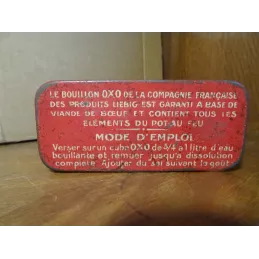 LE BOUILLON OXO DE LA COMPAGNIE FRANÇAISE
DES PRODUITS LIEBIG EST GARANTI A BASE DE
VIANDE DE BŒUF ET CONTIENT TOUS LES
ELEMENTS DU POT-AU FEU
MODE D'EMPLOI
Verser sur un cube OXO de 3/4 à 1 litre d'eau
bouillante et remuer jusqu'à dissolution
complète. Ajouter du sel suivant le goût